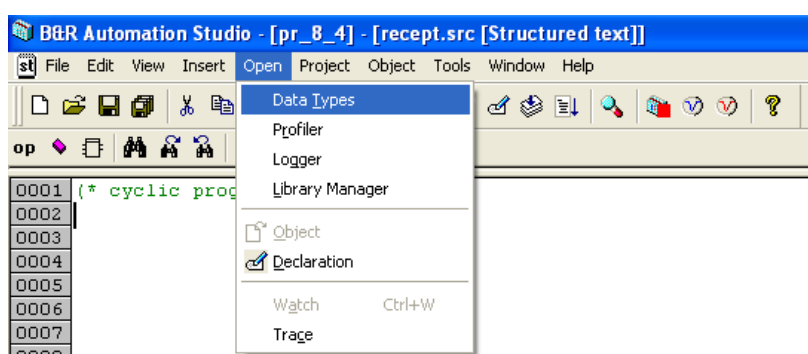 B&R Automation Studio - [pr_8_4] - [recept.src [Structured text]]
st File Edit View Insert Open Project Object Tools Window Help
Data Types
Profiler
op
Logger
0001 (* cyclic prog
Library Manager
0002
0003
Object
0004
Declaration
0005
0006
Watch Ctrl+W
0007
Trace